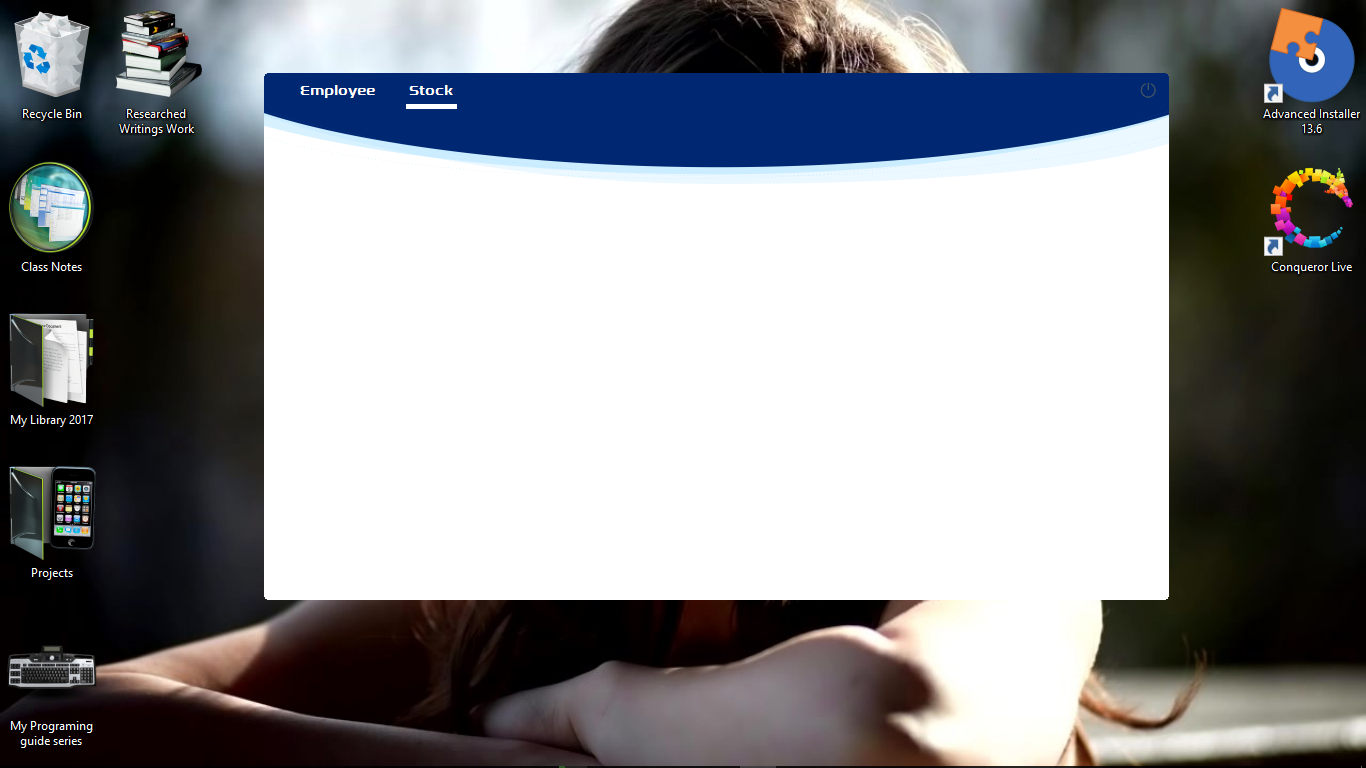 Recycle Bin
Researched
Writings Work
Class Notes
My Library 2017
Projects
My Programing
guide series
Employee
Stock
Advanced Installer
13.6
Conqueror Live